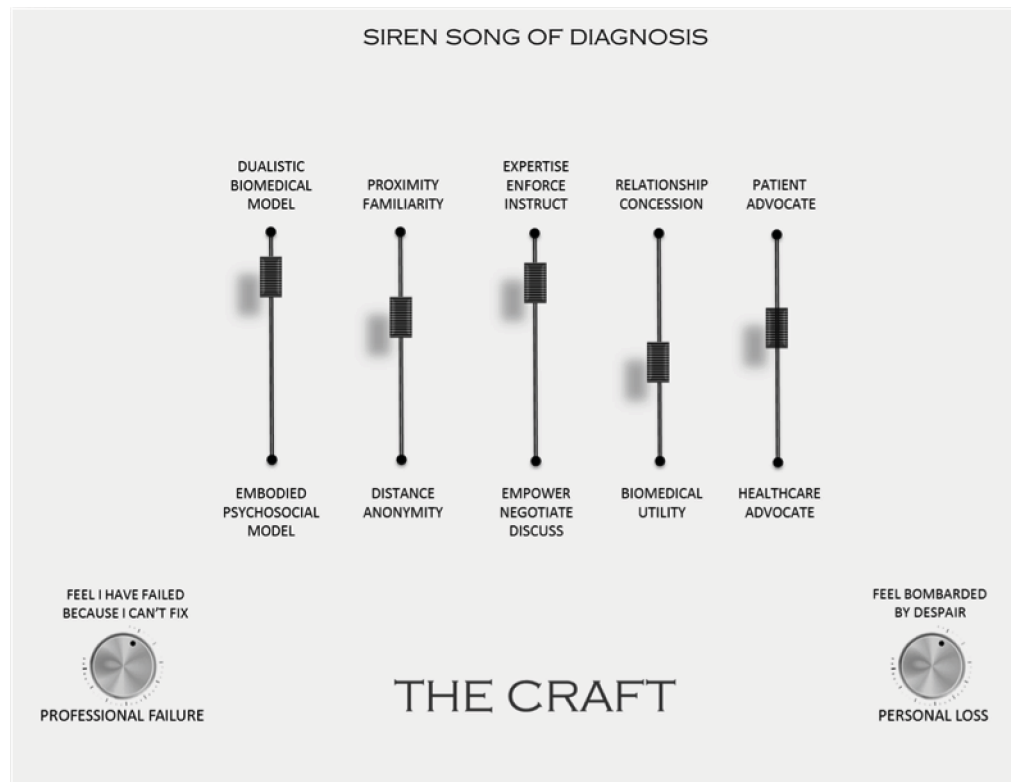 SIREN SONG OF DIAGNOSIS
DUALISTIC
BIOMEDICAL
MODEL
PROXIMITY
FAMILIARITY
EXPERTISE
ENFORCE
INSTRUCT
RELATIONSHIP
CONCESSION
PATIENT
ADVOCATE
EMBODIED
PSYCHOSOCIAL
MODEL
DISTANCE
ANONYMITY
EMPOWER
NEGOTIATE
DISCUSS
BIOMEDICAL
UTILITY
HEALTHCARE
ADVOCATE
FEEL I HAVE FAILED
BECAUSE I CAN'T FIX
PROFESSIONAL FAILURE
THE CRAFT
FEEL BOMBARDED
BY DESPAIR
PERSONAL LOSS